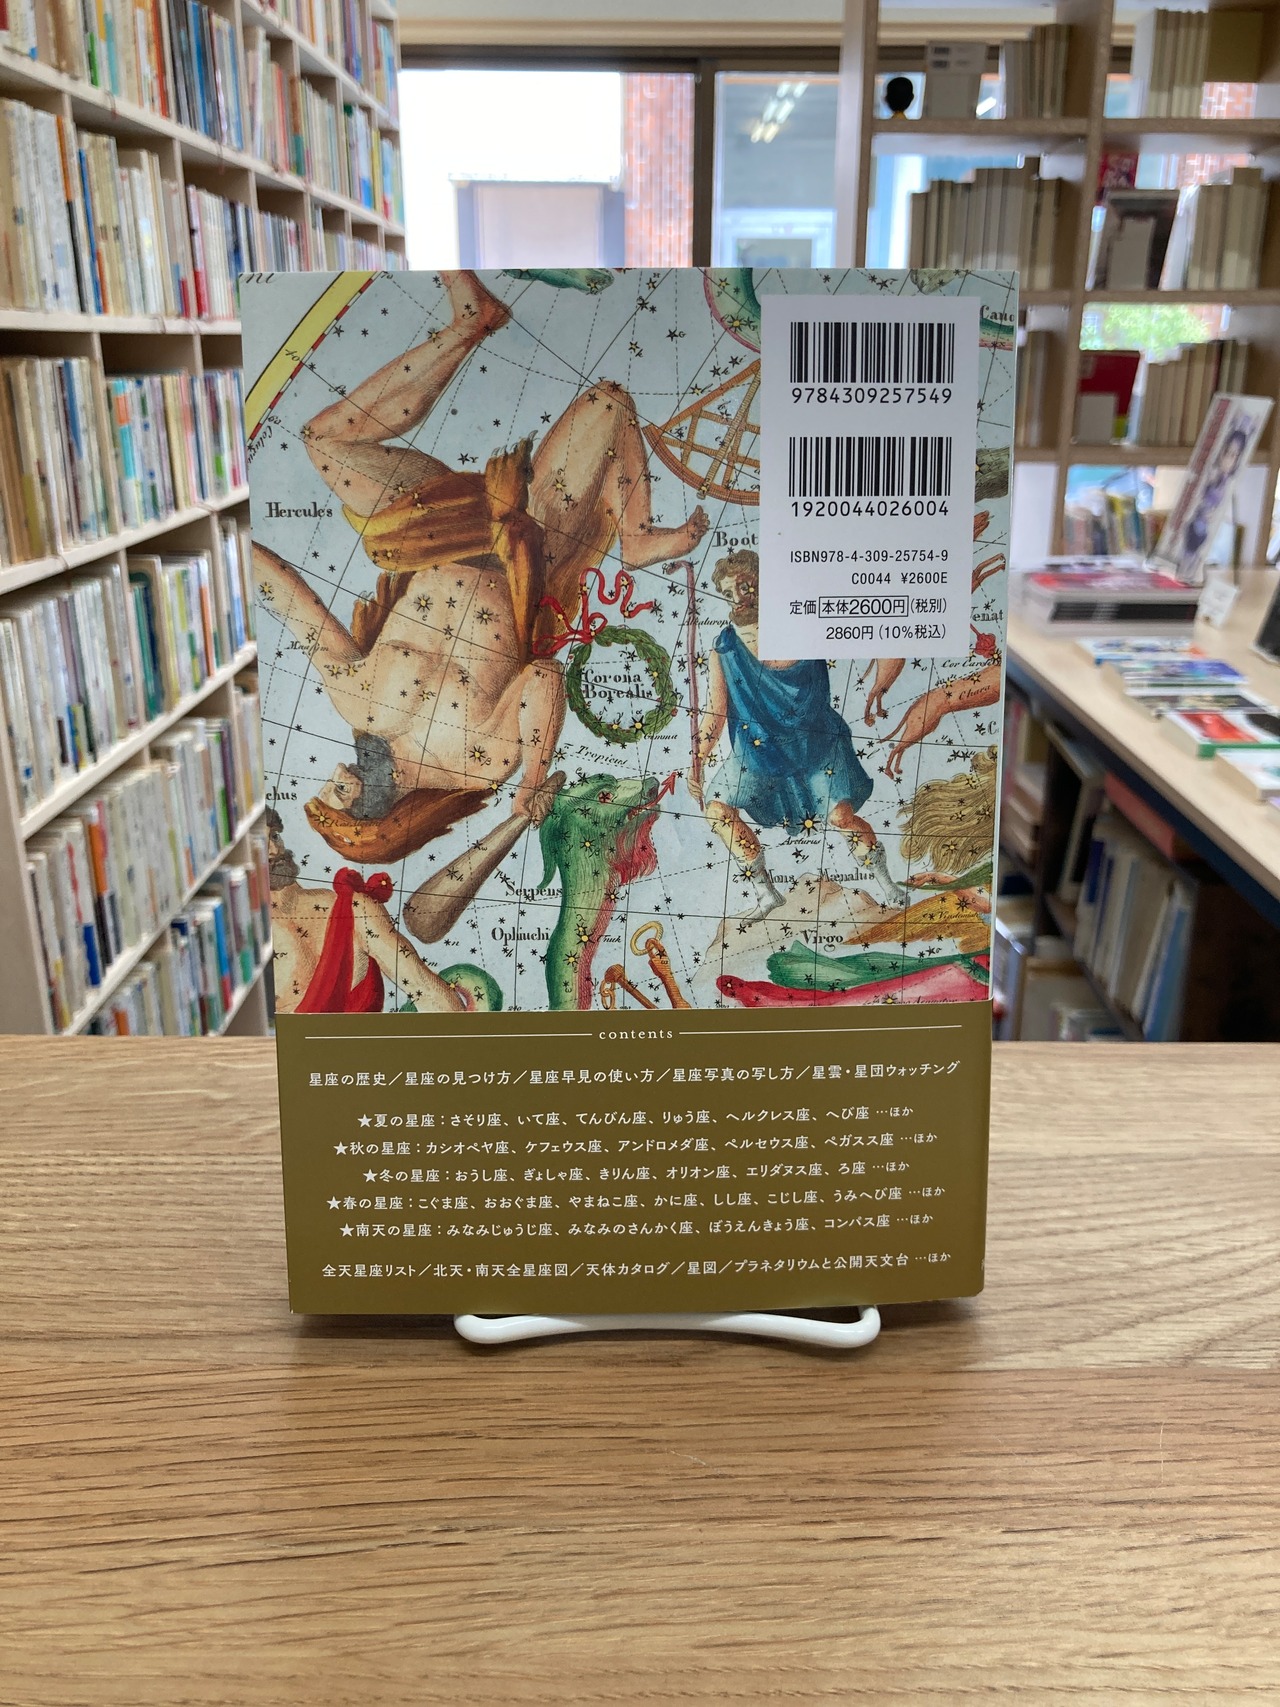 9784309257549
1920044026004
ISBN978-4-309-25754-9
C0044 ¥2600E
定価 本体2600円(税別)
2860円(10%税込)
Hercules
Boot
Corona
Borealis
Gemma
Tropicus
Arcturus
Mons Mænalus
Serpens
Ophiuchi
Unuk
Virgo
Cor Caroli
Chara
chus
contents
星座の歴史／星座の見つけ方／星座早見の使い方／星座写真の写し方／星雲・星団ウォッチング
★夏の星座：さそり座、いて座、てんびん座、りゅう座、ヘルクレス座、へび座 …ほか
★秋の星座：カシオペヤ座、ケフェウス座、アンドロメダ座、ペルセウス座、ペガスス座 …ほか
★冬の星座：おうし座、ぎょしゃ座、きりん座、オリオン座、エリダヌス座、ろ座 …ほか
★春の星座：こぐま座、おおぐま座、やまねこ座、かに座、しし座、こじし座、うみへび座 …ほか
★南天の星座：みなみじゅうじ座、みなみのさんかく座、ぼうえんきょう座、コンパス座 …ほか
全天星座リスト／北天・南天全星座図／天体カタログ／星図／プラネタリウムと公開天文台 …ほか